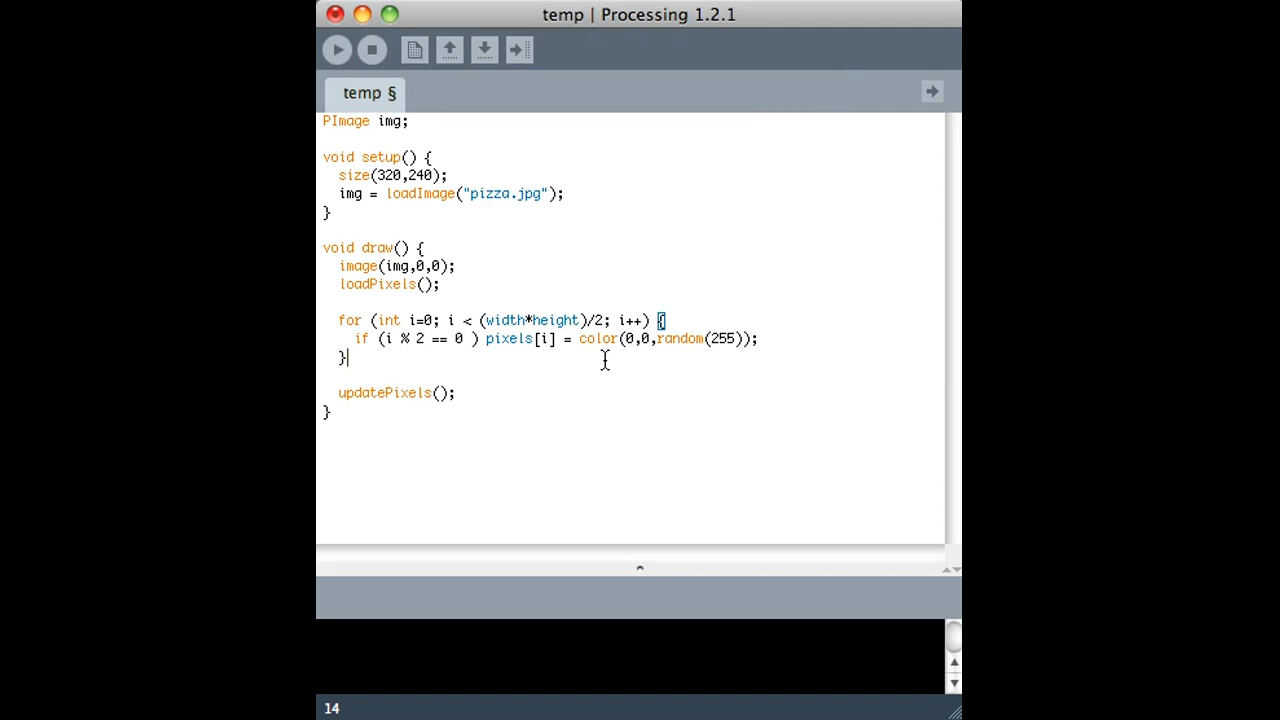 temp | Processing 1.2.1
temp §
PImage img;
void setup() {
size(320,240);
img = loadImage("pizza.jpg");
}
void draw() {
image(img,0,0);
loadPixels();
for (int i=0; i < (width*height)/2; i++) {
if (i % 2 == 0 ) pixels[i] = color(0,0,random(255));
}
updatePixels();
}
14